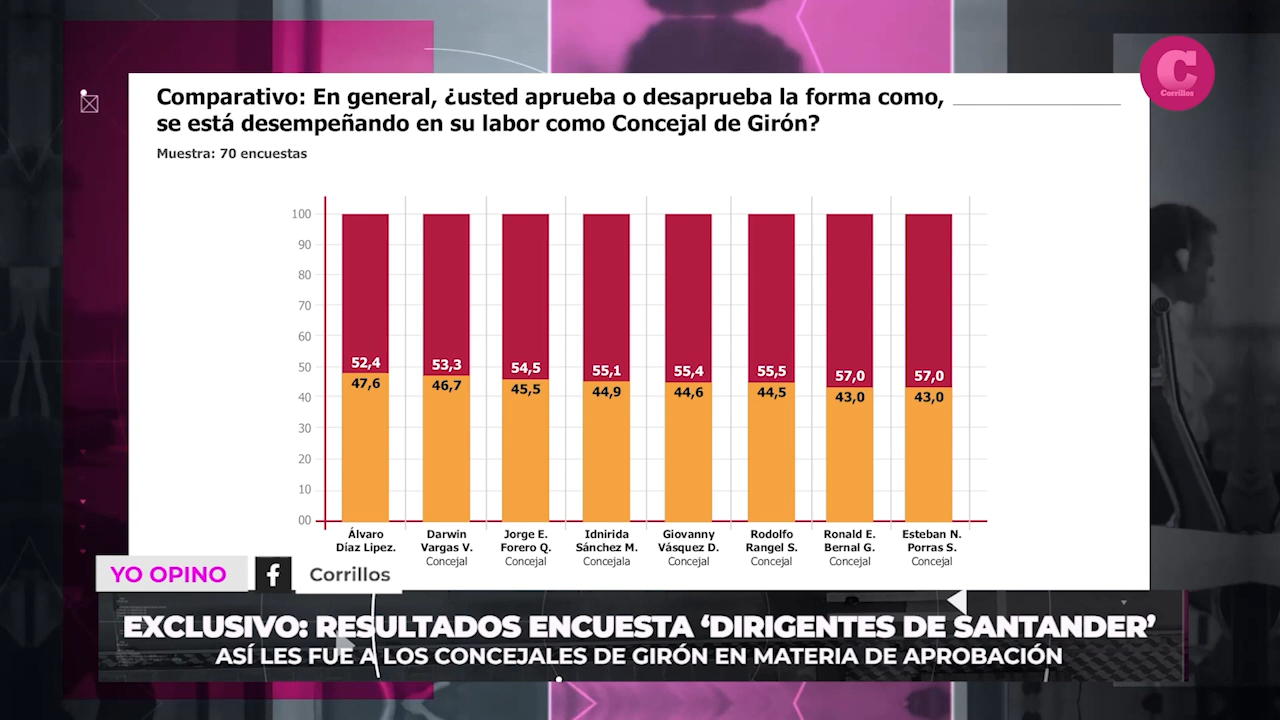 Comparativo: En general, ¿usted aprueba o desaprueba la forma como, ____________
se está desempeñando en su labor como Concejal de Girón?
Muestra: 70 encuestas
C
Corrillos
100
90
80
70
60
50
40
30
20
10
00
52,4 53,3 54,5 55,1 55,4 55,5 57,0 57,0
47,6 46,7 45,5 44,9 44,6 44,5 43,0 43,0
Álvaro Díaz Lipez.
Darwin Vargas V. Concejal
Jorge E. Forero Q. Concejal
Idnirida Sánchez M. Concejala
Giovanny Vásquez D. Concejal
Rodolfo Rangel S. Concejal
Ronald E. Bernal G. Concejal
Esteban N. Porras S. Concejal
YO OPINO f Corrillos
EXCLUSIVO: RESULTADOS ENCUESTA ‘DIRIGENTES DE SANTANDER’
ASÍ LES FUE A LOS CONCEJALES DE GIRÓN EN MATERIA DE APROBACIÓN